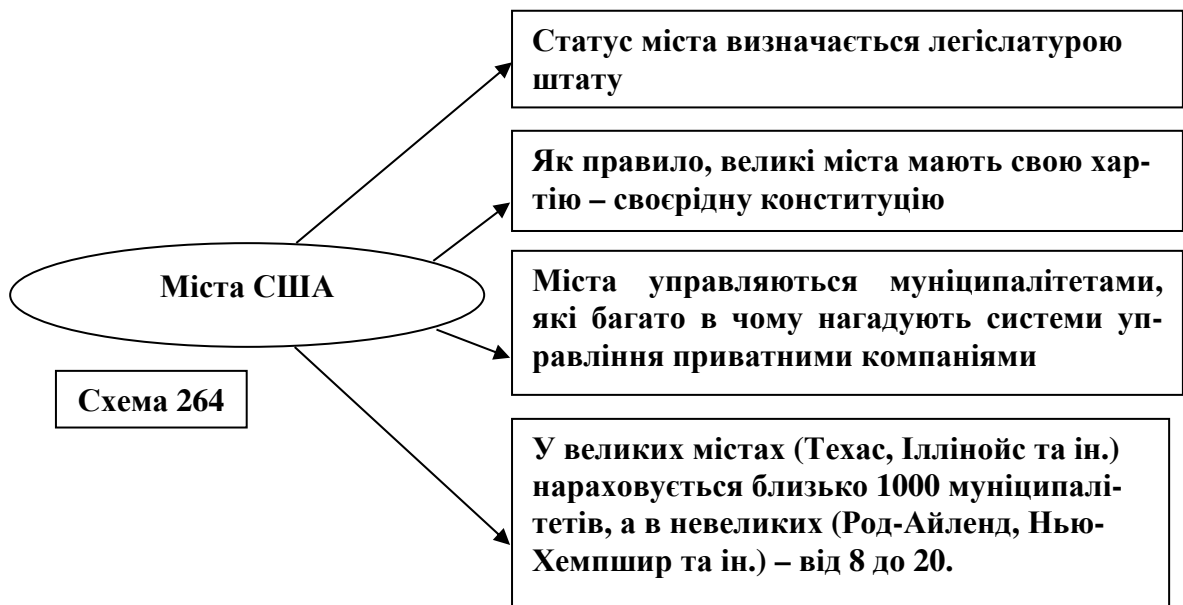 Статус міста визначається легіслатурою
штату
Як правило, великі міста мають свою хар-
тію – своєрідну конституцію
Міста США
Міста управляються муніципалітетами,
які багато в чому нагадують системи уп-
равління приватними компаніями
Схема 264
У великих містах (Техас, Іллінойс та ін.)
нараховується близько 1000 муніципалі-
тетів, а в невеликих (Род-Айленд, Нью-
Хемпшир та ін.) – від 8 до 20.